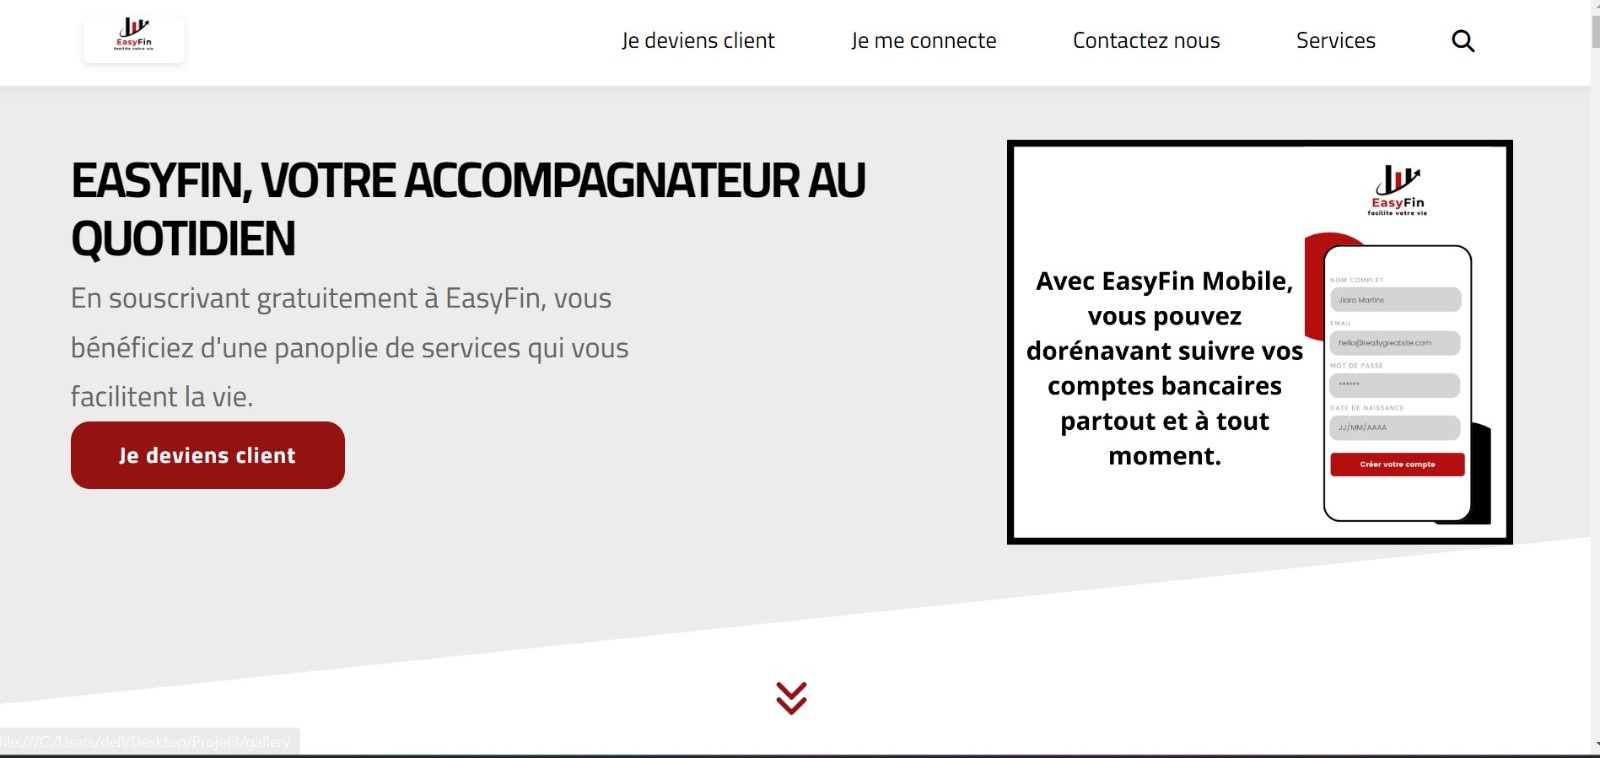 EasyFin
facilite votre vie
Je deviens client
Je me connecte
Contactez nous
Services
EASYFIN, VOTRE ACCOMPAGNATEUR AU
QUOTIDIEN
En souscrivant gratuitement à EasyFin, vous
bénéficiez d'une panoplie de services qui vous
facilitent la vie.
Je deviens client
Avec EasyFin Mobile,
vous pouvez
dorénavant suivre vos
comptes bancaires
partout et à tout
moment.
EasyFin
facilite votre vie
NOM COMPLET
Jiara Martins
EMAIL
hello@reallygreatsite.com
MOT DE PASSE
******
DATE DE NAISSANCE
JJ/MM/AAAA
Créer votre compte
file:///C:/Users/dell/Desktop/Projet3/gallery